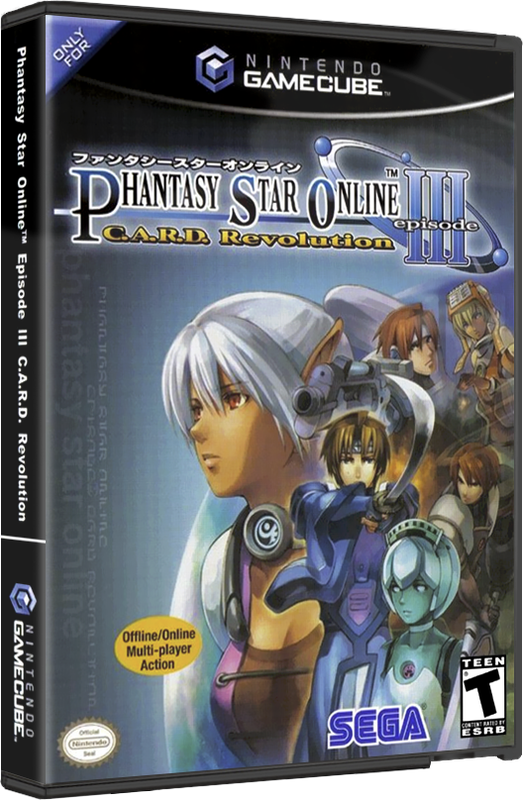 Phantasy Star Online™ Episode III C.A.R.D. Revolution
NINTENDO
GAMECUBE™
ONLY
FOR
NINTENDO
GAMECUBE™
ファンタシースターオンライン
PHANTASY STAR ONLINE™
episode III
C.A.R.D. Revolution
phantasy star online
Offline/Online
Multi-player
Action
Official
Nintendo
Seal
SEGA
TEEN
T
CONTENT RATED BY
ESRB